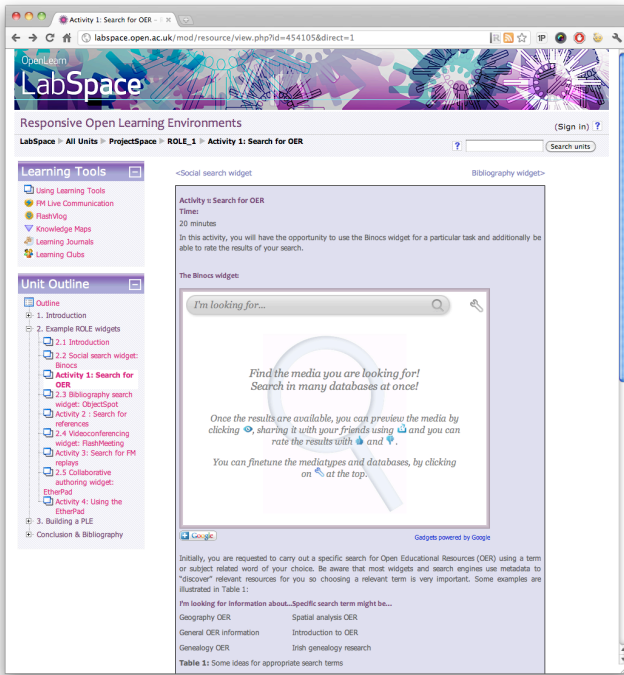 Activity 1: Search for OER –
labspace.open.ac.uk/mod/resource/view.php?id=454105&direct=1
OpenLearn
LabSpace
Responsive Open Learning Environments
(Sign in) ?
LabSpace ▶ All Units ▶ ProjectSpace ▶ ROLE_1 ▶ Activity 1: Search for OER
? Search units
Learning Tools
Using Learning Tools
FM Live Communication
FlashVlog
Knowledge Maps
Learning Journals
Learning Clubs
Unit Outline
Outline
1. Introduction
2. Example ROLE widgets
2.1 Introduction
2.2 Social search widget:
Binocs
Activity 1: Search for
OER
2.3 Bibliography search
widget: ObjectSpot
Activity 2 : Search for
references
2.4 Videoconferencing
widget: FlashMeeting
Activity 3: Search for FM
replays
2.5 Collaborative
authoring widget:
EtherPad
Activity 4: Using the
EtherPad
3. Building a PLE
Conclusion & Bibliography
<Social search widget
Bibliography widget>
Activity 1: Search for OER
Time:
20 minutes
In this activity, you will have the opportunity to use the Binocs widget for a particular task and additionally be
able to rate the results of your search.
The Binocs widget:
I'm looking for...
Find the media you are looking for!
Search in many databases at once!
Once the results are available, you can preview the media by
clicking , sharing it with your friends using and you can
rate the results with and .
You can finetune the mediatypes and databases, by clicking
on at the top.
Google
Gadgets powered by Google
Initially, you are requested to carry out a specific search for Open Educational Resources (OER) using a term
or subject related word of your choice. Be aware that most widgets and search engines use metadata to
"discover" relevant resources for you so choosing a relevant term is very important. Some examples are
illustrated in Table 1:
I'm looking for information about...Specific search term might be...
Geography OER Spatial analysis OER
General OER information Introduction to OER
Genealogy OER Irish genealogy research
Table 1: Some ideas for appropriate search terms